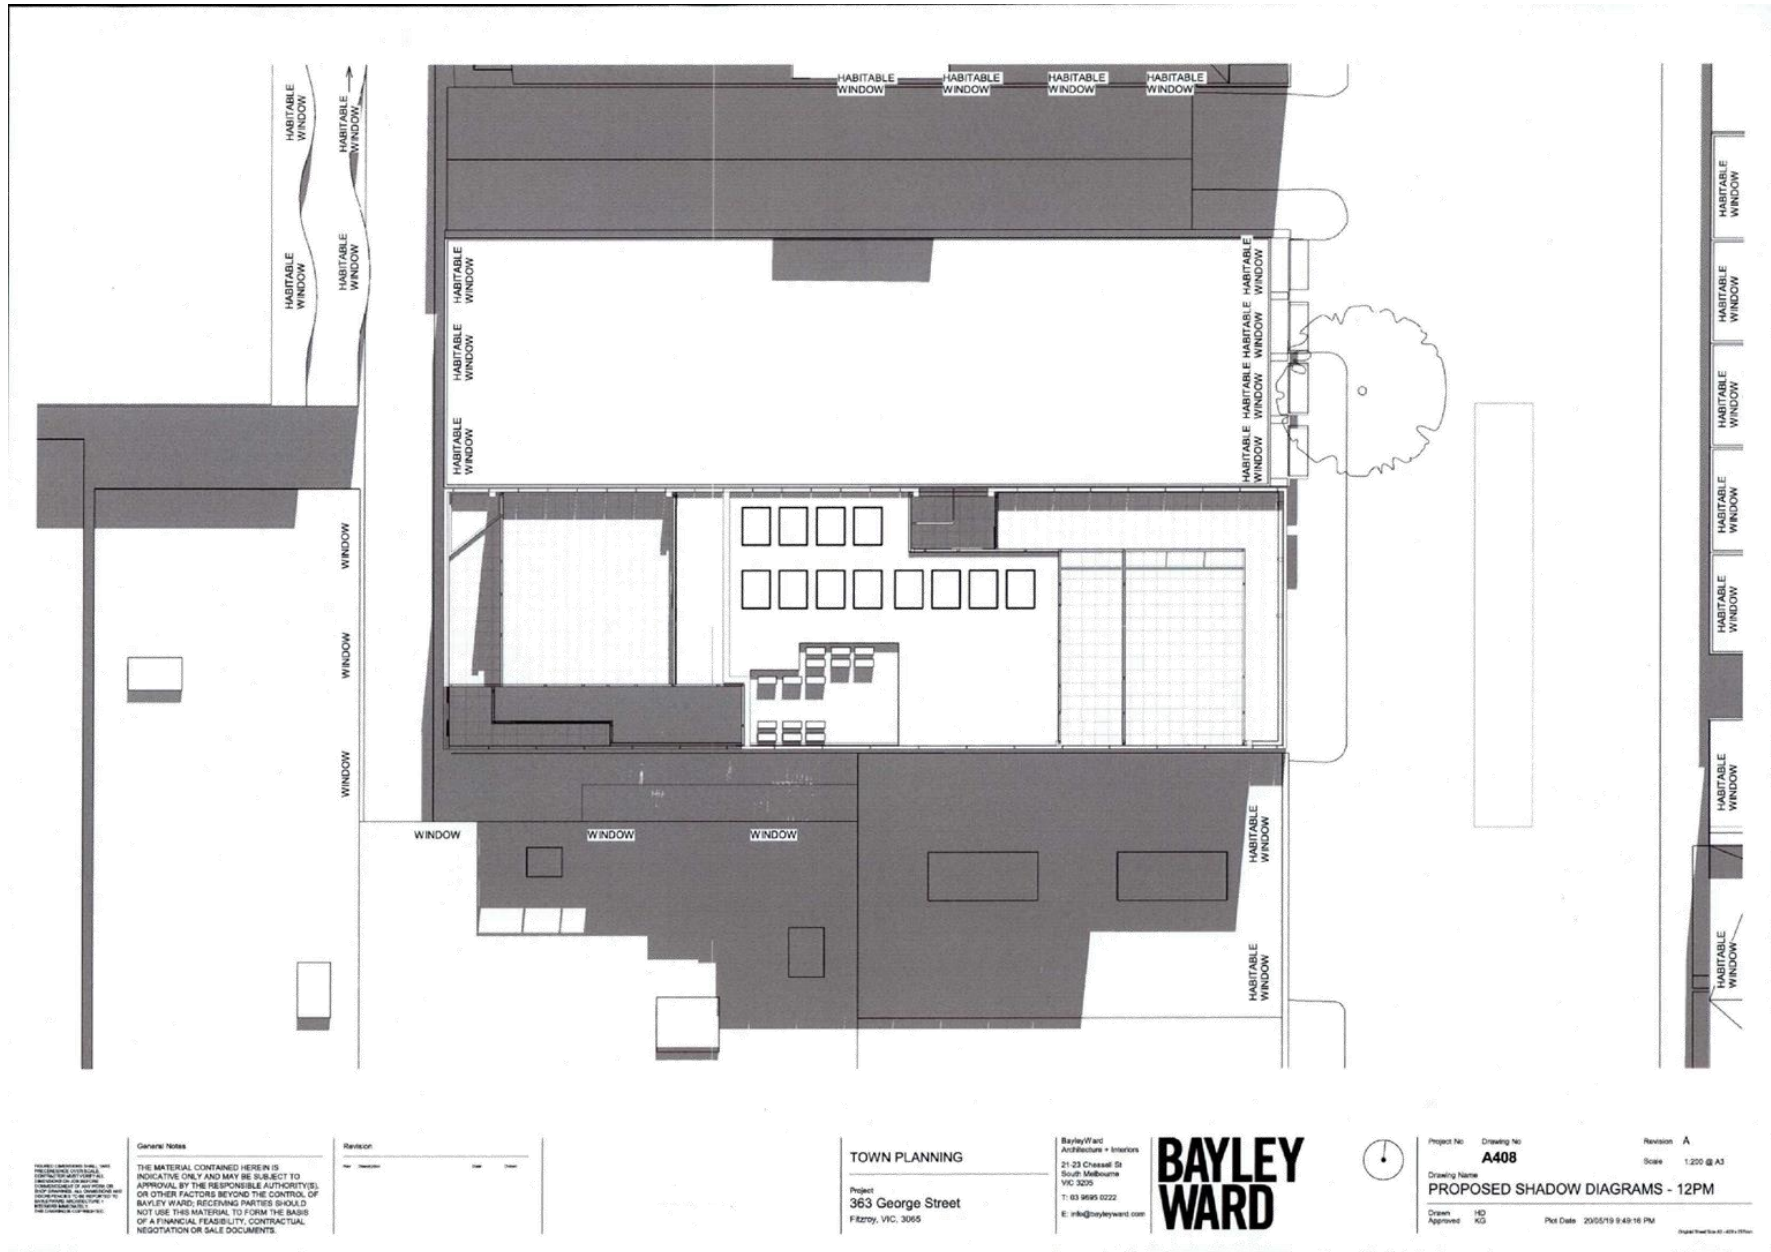 HABITABLE
WINDOW
HABITABLE
WINDOW
HABITABLE
WINDOW
HABITABLE
WINDOW
HABITABLE
WINDOW
HABITABLE
WINDOW
HABITABLE
WINDOW
HABITABLE
WINDOW
HABITABLE
WINDOW
HABITABLE
WINDOW
HABITABLE
WINDOW
HABITABLE
WINDOW
HABITABLE
WINDOW
HABITABLE
WINDOW
HABITABLE
WINDOW
HABITABLE
WINDOW
HABITABLE
WINDOW
HABITABLE
WINDOW
HABITABLE
WINDOW
HABITABLE
WINDOW
WINDOW
WINDOW
WINDOW
HABITABLE
WINDOW
WINDOW
WINDOW
WINDOW
HABITABLE
WINDOW
HABITABLE
WINDOW
HABITABLE
WINDOW
General Notes
THE MATERIAL CONTAINED HEREIN IS
INDICATIVE ONLY AND MAY BE SUBJECT TO
APPROVAL BY THE RESPONSIBLE AUTHORITY(S).
OR OTHER FACTORS BEYOND THE CONTROL OF
BAYLEY WARD; RECEIVING PARTIES SHOULD
NOT USE THIS MATERIAL TO FORM THE BASIS
OF A FINANCIAL FEASIBILITY, CONTRACTUAL
NEGOTIATION OR SALE DOCUMENTS.
Revision
Rev Description Date Drawn
TOWN PLANNING
Project
363 George Street
Fitzroy, VIC, 3065
BayleyWard
Architecture + Interiors
21-23 Chessell St
South Melbourne
VIC 3205
T: 03 9695 0222
E: info@bayleyward.com
BAYLEY
WARD
Project No Drawing No Revision A
A408
Scale 1:200 @ A3
Drawing Name
PROPOSED SHADOW DIAGRAMS - 12PM
Drawn HD
Approved KG
Plot Date 20/05/19 9:49:16 PM